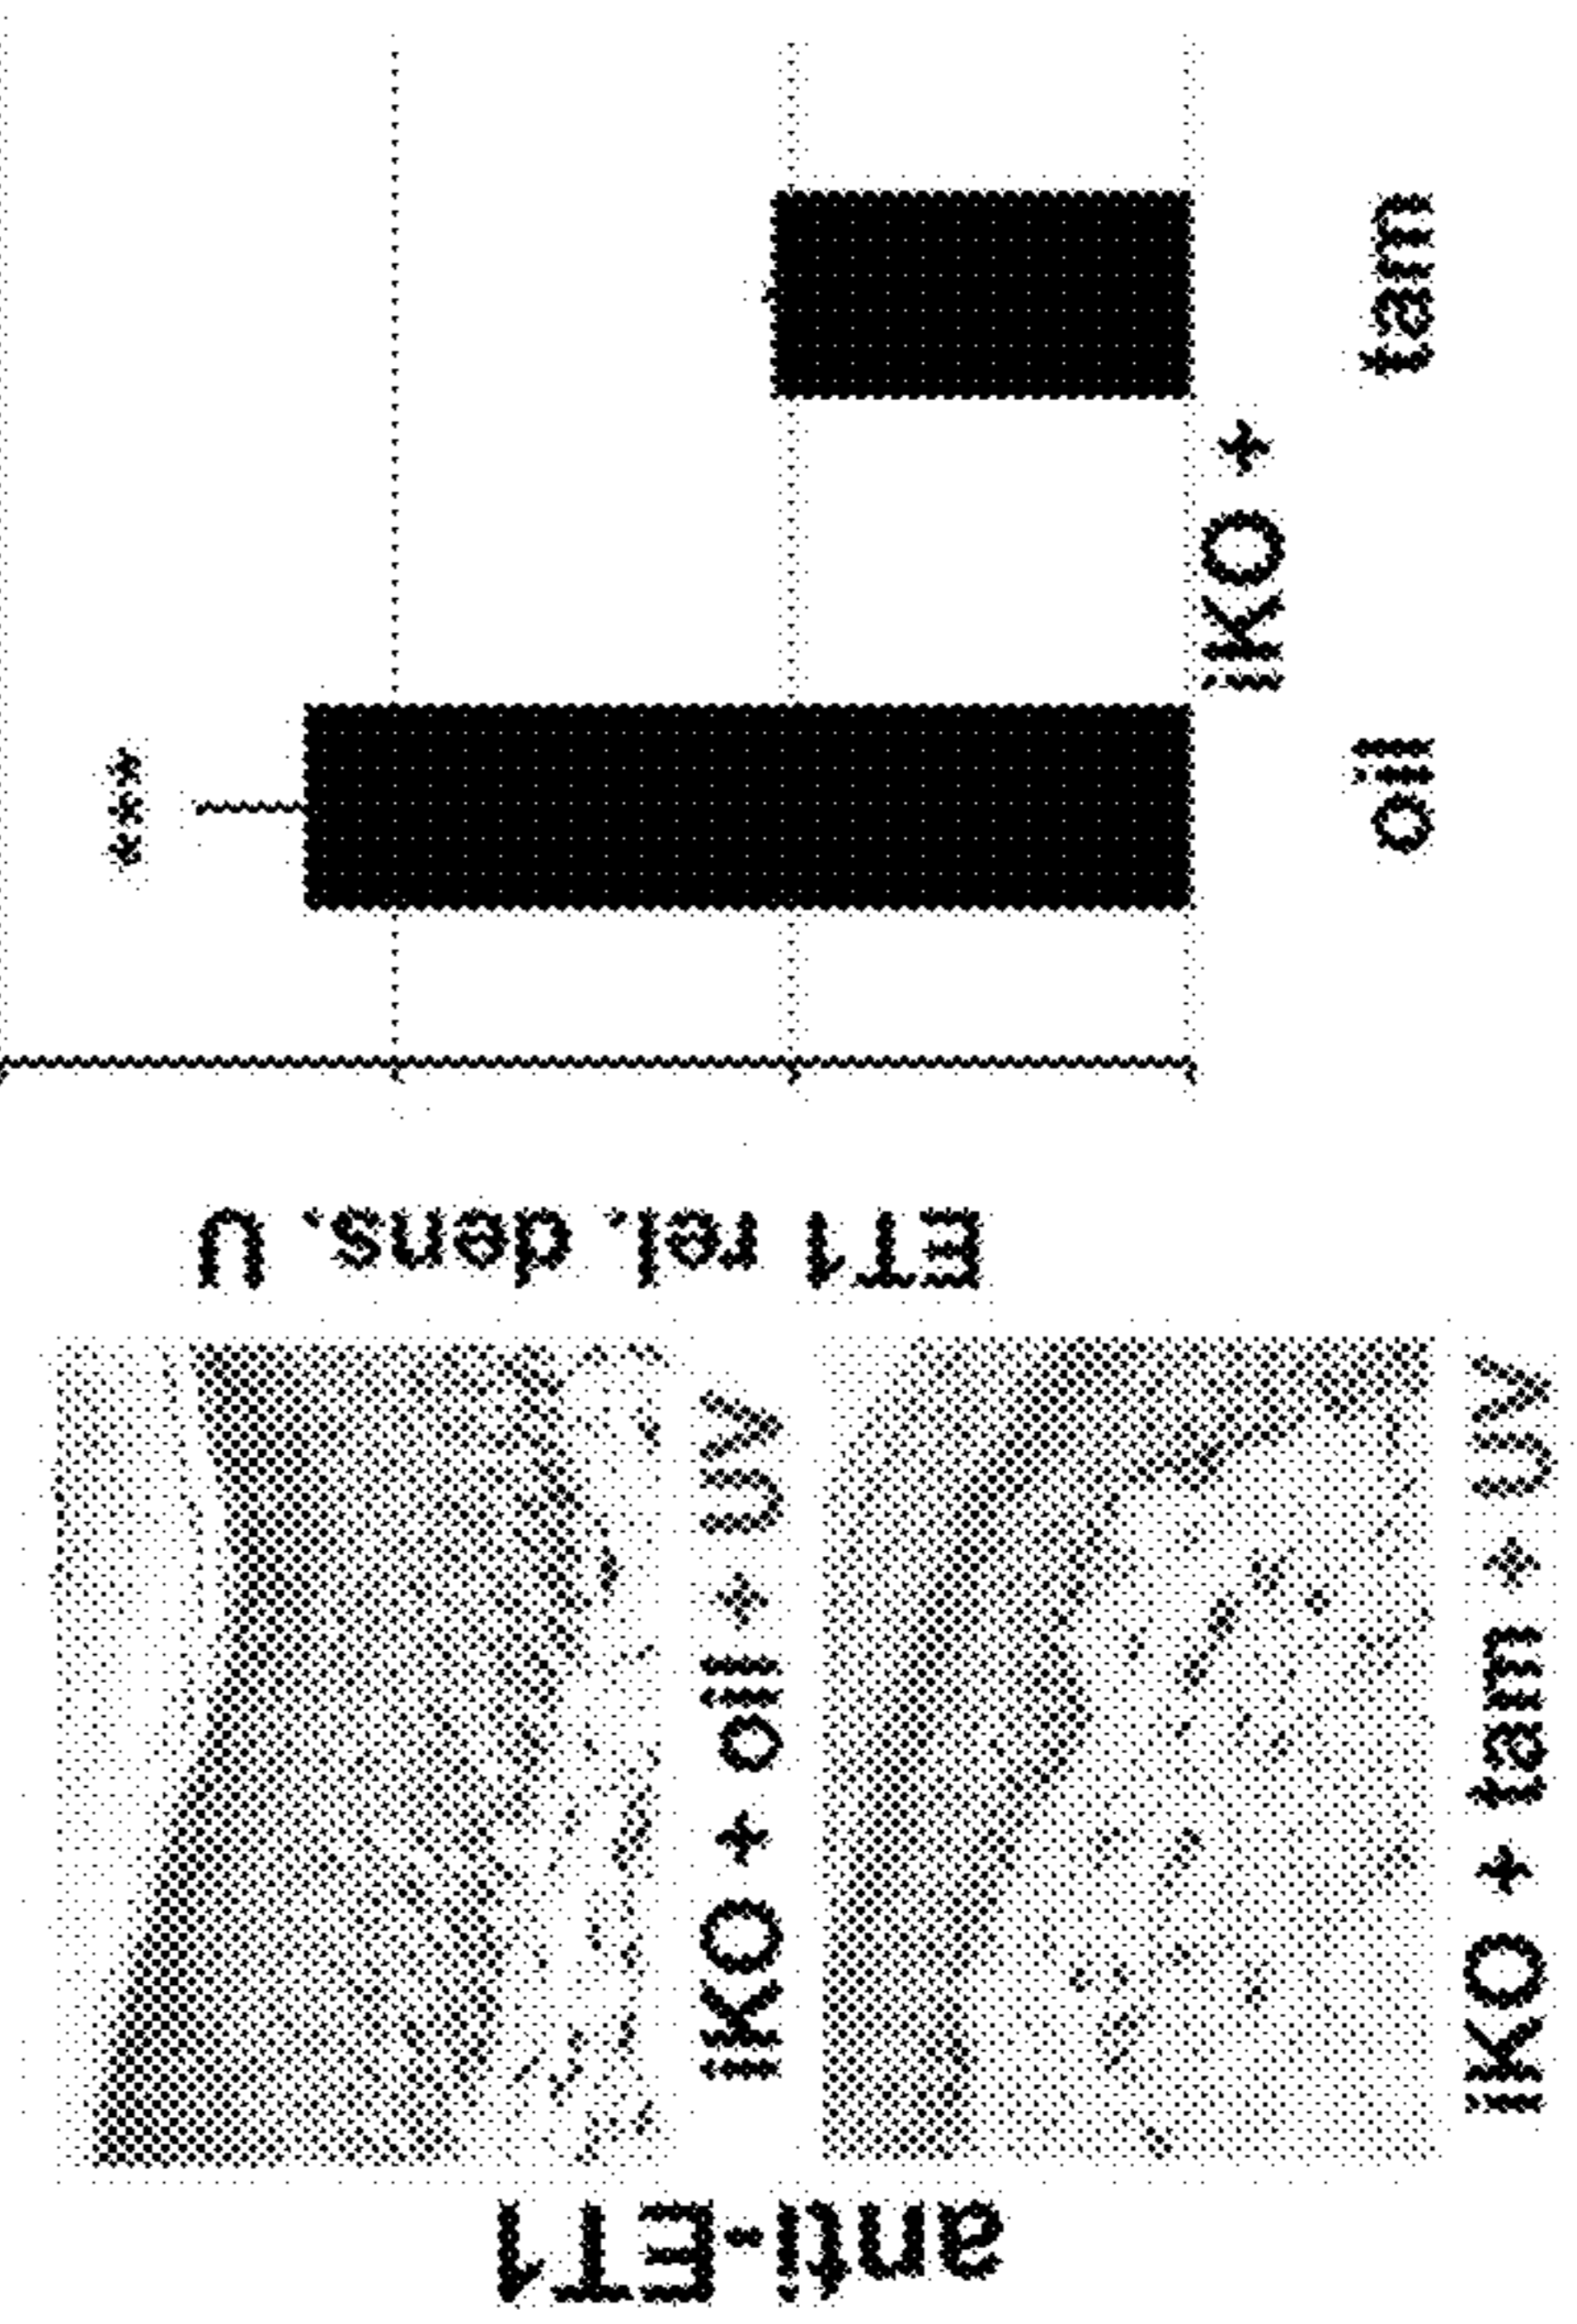 anti-ET1
iKO + oil + UV
iKO + tam + UV
ET1 rel. dens. U
***
iKO +
oil
tam